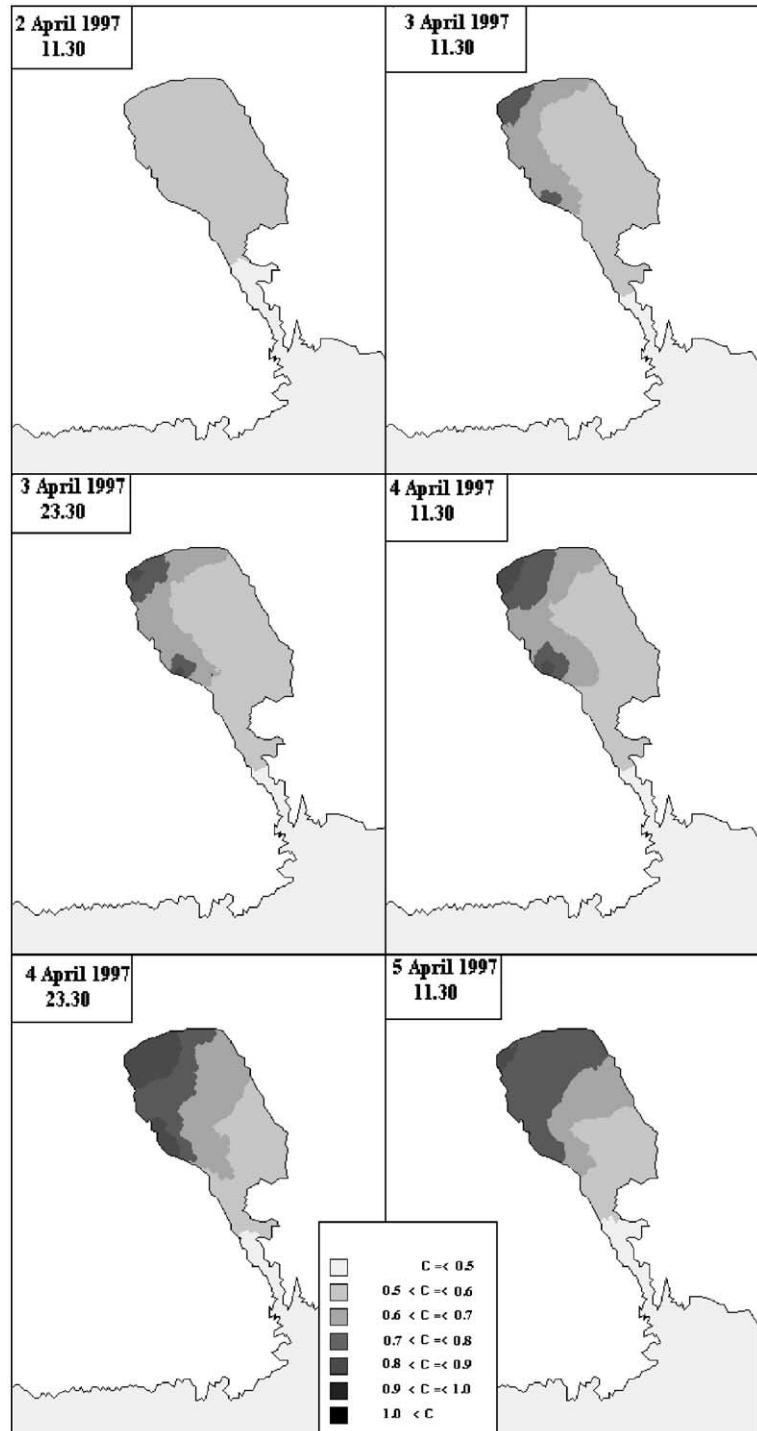 2 April 1997
11.30
3 April 1997
11.30
3 April 1997
23.30
4 April 1997
11.30
4 April 1997
23.30
5 April 1997
11.30
C =< 0.5
0.5 < C =< 0.6
0.6 < C =< 0.7
0.7 < C =< 0.8
0.8 < C =< 0.9
0.9 < C =< 1.0
1.0 < C